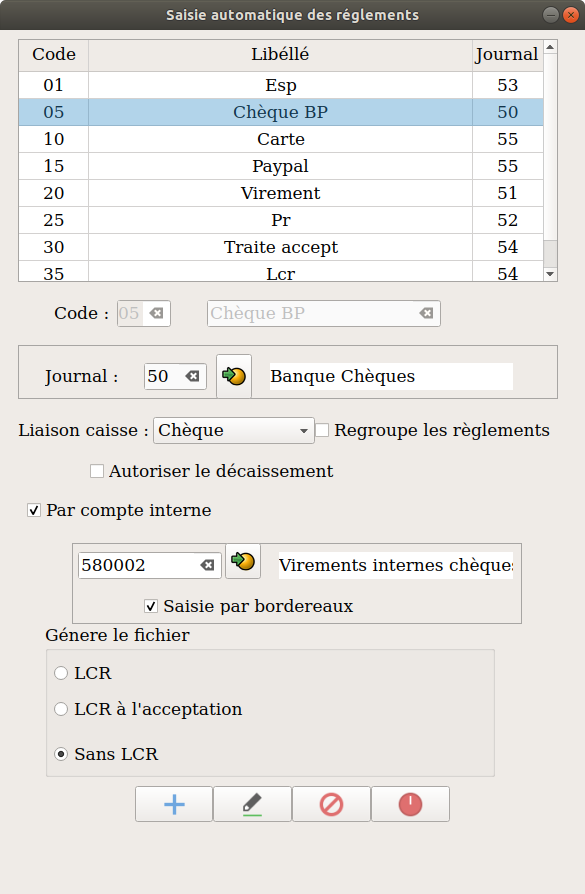 Saisie automatique des réglements
Code Libéllé Journal
01 Esp 53
05 Chèque BP 50
10 Carte 55
15 Paypal 55
20 Virement 51
25 Pr 52
30 Traite accept 54
35 Lcr 54
Code : 05 Chèque BP
Journal : 50 Banque Chèques
Liaison caisse : Chèque Regroupe les règlements
Autoriser le décaissement
Par compte interne
580002 Virements internes chèques
Saisie par bordereaux
Génere le fichier
LCR
LCR à l'acceptation
Sans LCR